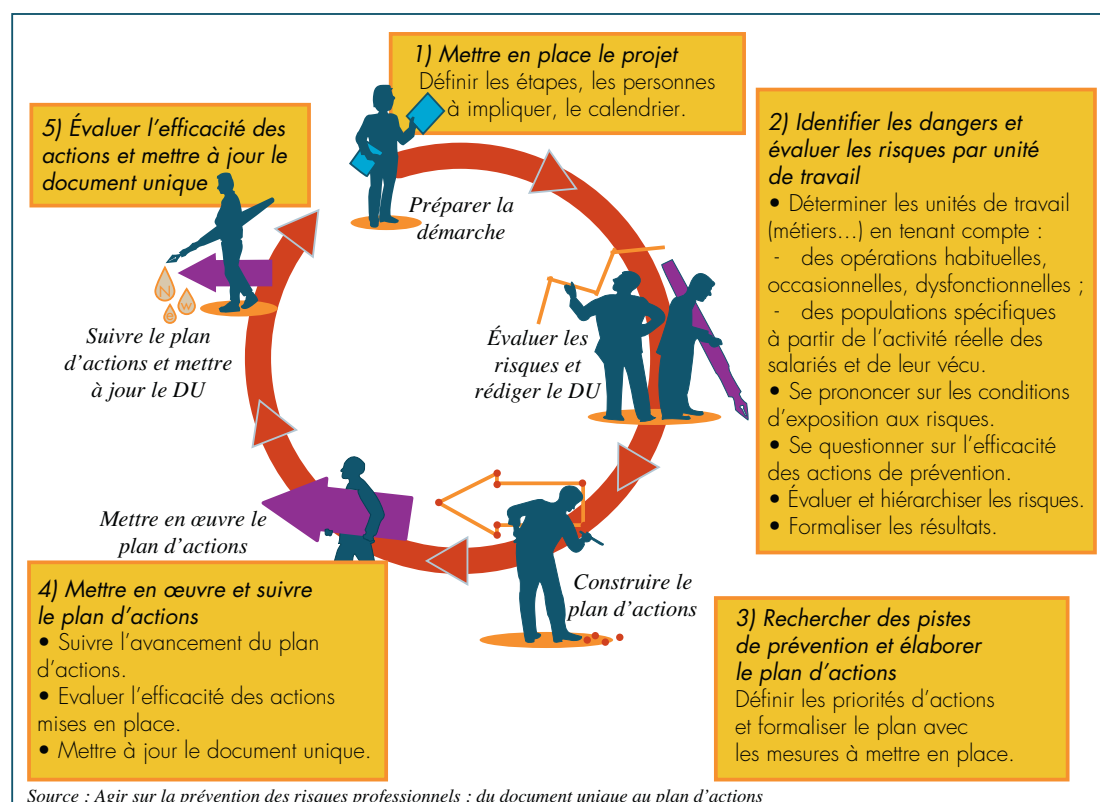 1) Mettre en place le projet
Définir les étapes, les personnes
à impliquer, le calendrier.
Préparer la
démarche
2) Identifier les dangers et
évaluer les risques par unité
de travail
• Déterminer les unités de travail
(métiers…) en tenant compte :
- des opérations habituelles,
occasionnelles, dysfonctionnelles ;
- des populations spécifiques
à partir de l'activité réelle des
salariés et de leur vécu.
• Se prononcer sur les conditions
d'exposition aux risques.
• Se questionner sur l'efficacité
des actions de prévention.
• Évaluer et hiérarchiser les risques.
• Formaliser les résultats.
Évaluer les
risques et
rédiger le DU
3) Rechercher des pistes
de prévention et élaborer
le plan d'actions
Définir les priorités d'actions
et formaliser le plan avec
les mesures à mettre en place.
Construire le
plan d'actions
4) Mettre en œuvre et suivre
le plan d'actions
• Suivre l'avancement du plan
d'actions.
• Evaluer l'efficacité des actions
mises en place.
• Mettre à jour le document unique.
Mettre en œuvre le
plan d'actions
5) Évaluer l'efficacité des
actions et mettre à jour le
document unique
N
e
w
Suivre le plan
d'actions et mettre
à jour le DU
Source : Agir sur la prévention des risques professionnels : du document unique au plan d'actions